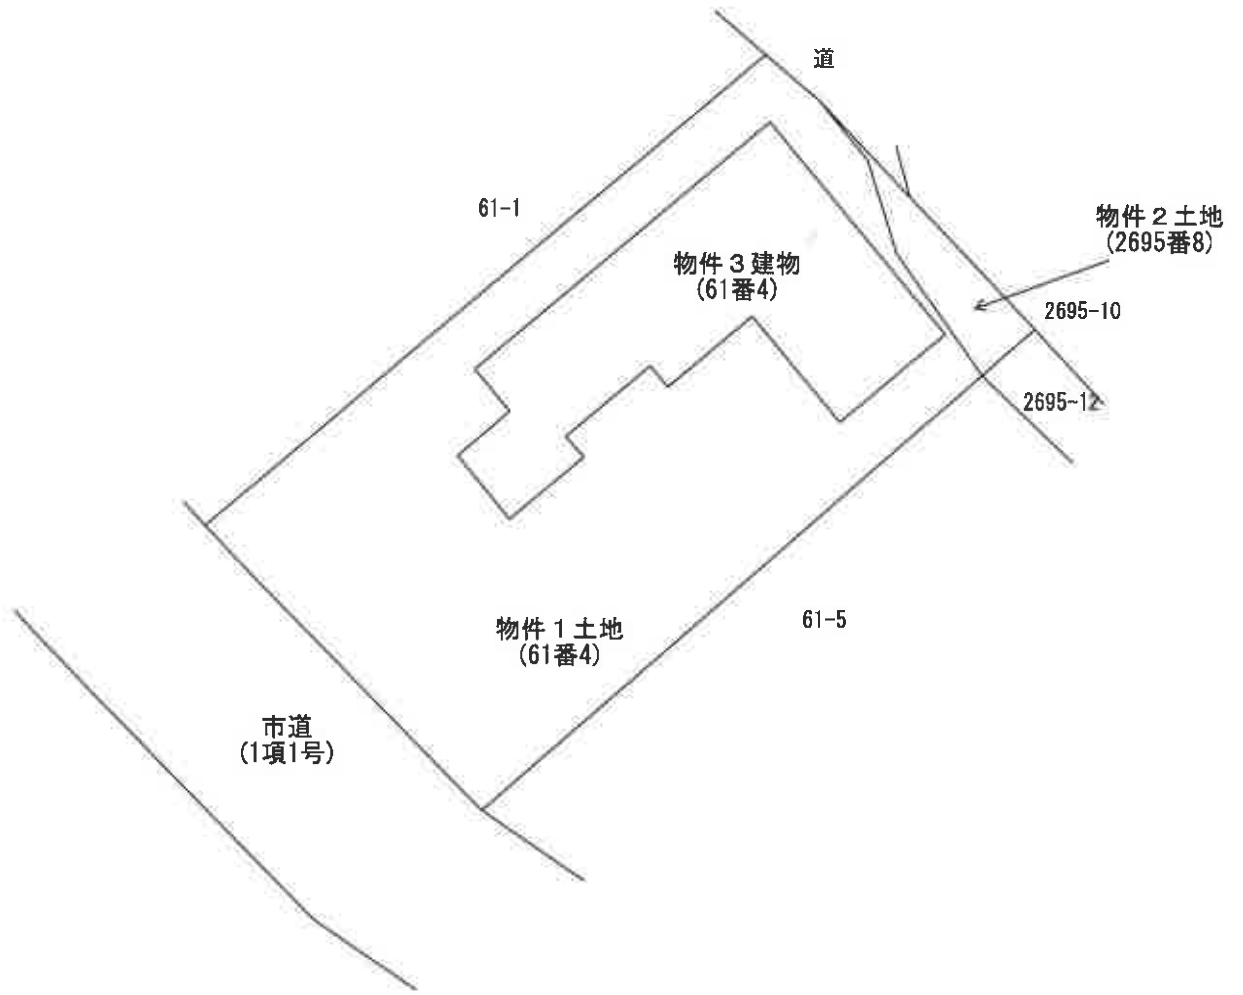 道
61-1
物件２土地
(2695番8)
物件３建物
(61番4)
2695-10
2695-12
61-5
物件１土地
(61番4)
市道
(1項1号)